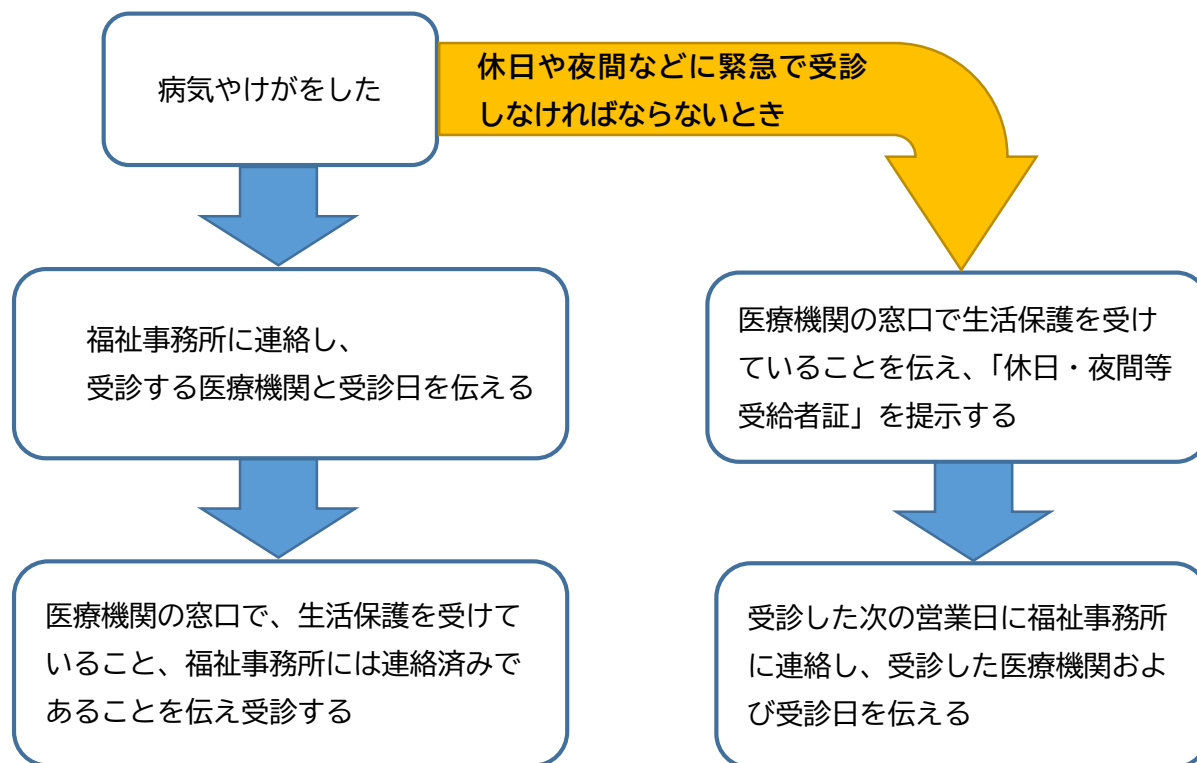 病気やけがをした
休日や夜間などに緊急で受診
しなければならないとき
福祉事務所に連絡し、
受診する医療機関と受診日を伝える
医療機関の窓口で、生活保護を受けて
いること、福祉事務所には連絡済みで
あることを伝え受診する
医療機関の窓口で生活保護を受け
ていることを伝え、「休日・夜間等
受給者証」を提示する
受診した次の営業日に福祉事務所
に連絡し、受診した医療機関およ
び受診日を伝える